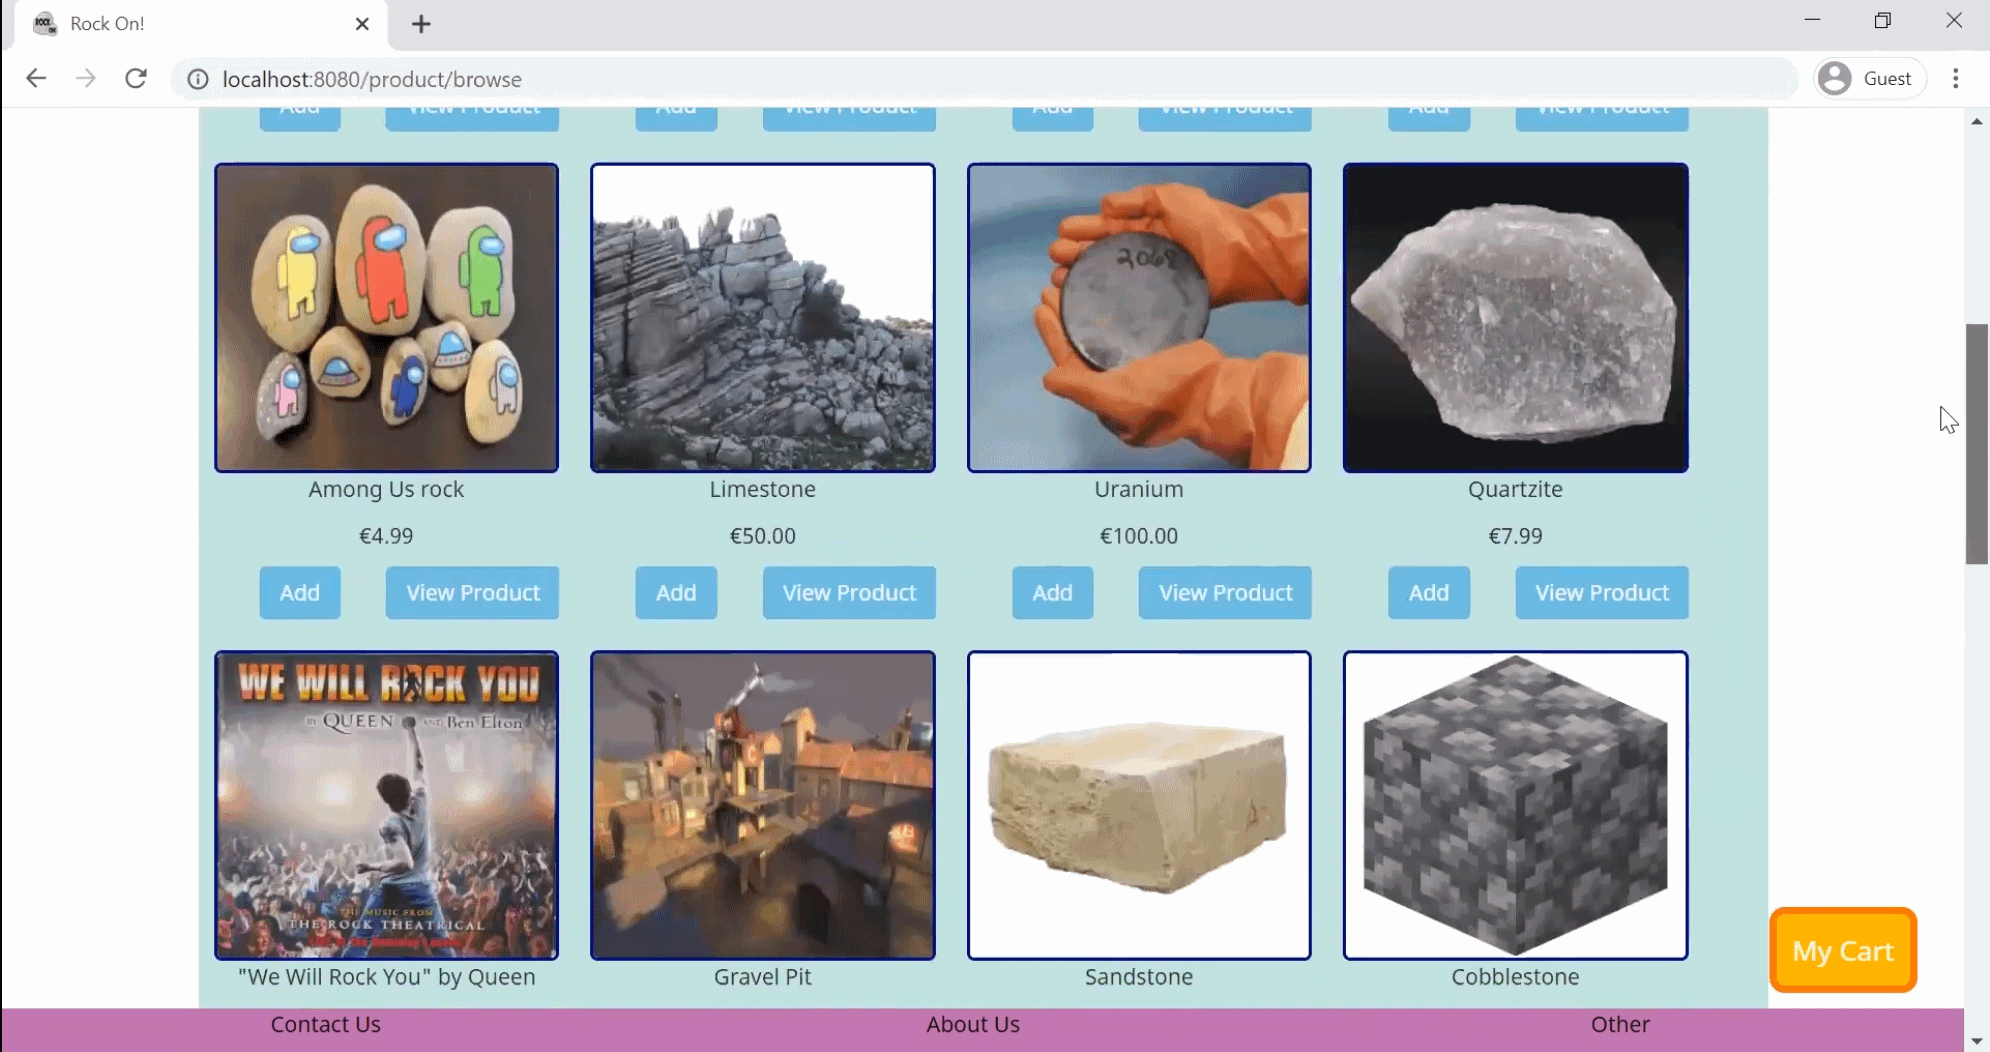 Rock On!
localhost:8080/product/browse
Guest
Add View Product Add View Product Add View Product Add View Product
2068
Among Us rock Limestone Uranium Quartzite
€4.99 €50.00 €100.00 €7.99
Add View Product Add View Product Add View Product Add View Product
WE WILL ROCK YOU
BY QUEEN AND Ben Elton
THE MUSIC FROM
THE ROCK THEATRICAL
"We Will Rock You" by Queen Gravel Pit Sandstone Cobblestone
My Cart
Contact Us About Us Other